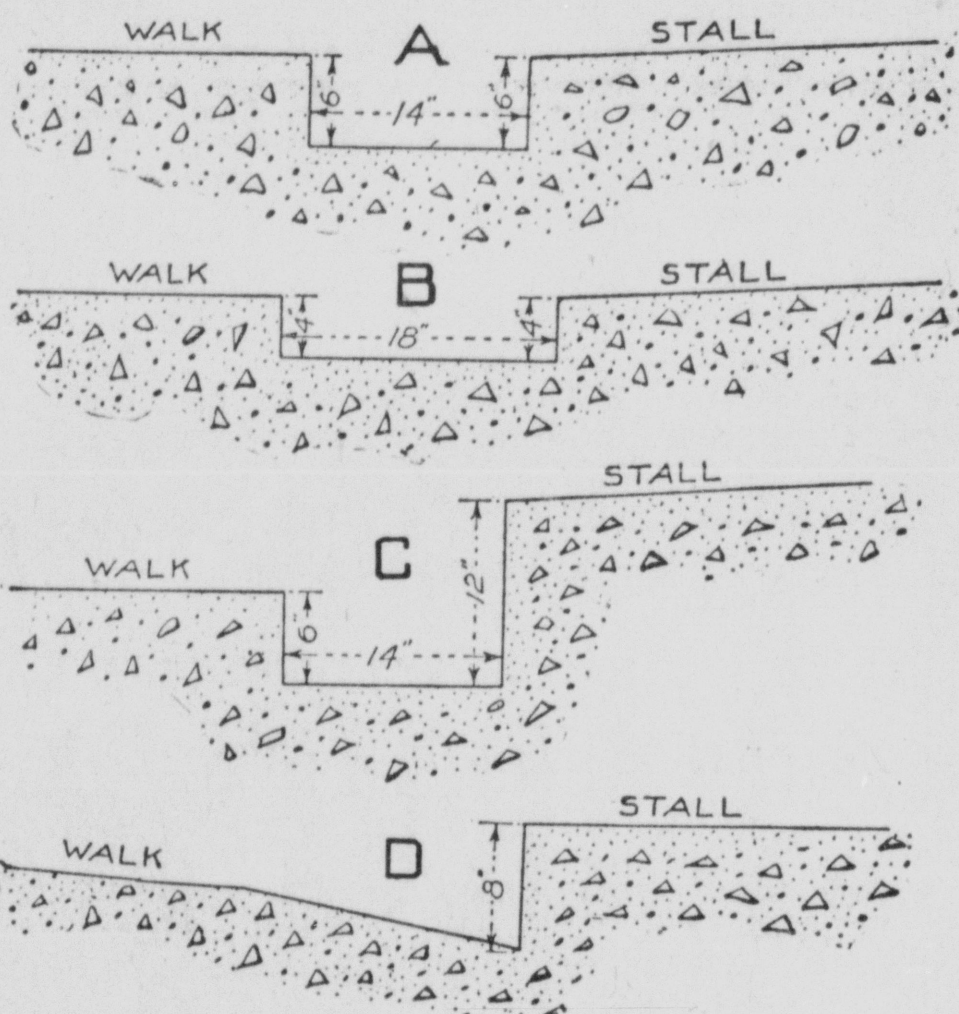 WALK A STALL
6" 14" 6"
WALK B STALL
4" 18" 4"
STALL
WALK C 12"
6" 14"
STALL
WALK D
8"